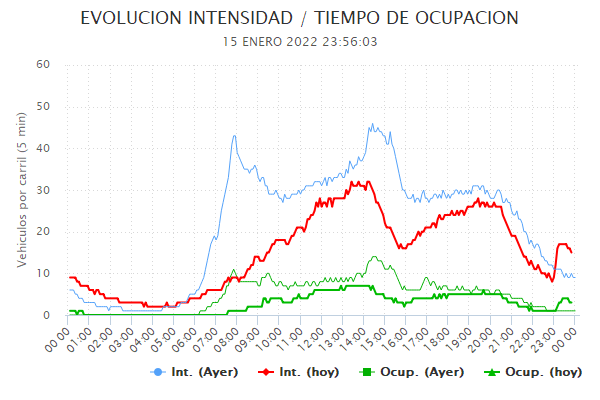 EVOLUCION INTENSIDAD / TIEMPO DE OCUPACION
15 ENERO 2022 23:56:03
Vehiculos por carril (5 min)
60
50
40
30
20
10
0
00:00 01:00 02:00 03:00 04:00 05:00 06:00 07:00 08:00 09:00 10:00 11:00 12:00 13:00 14:00 15:00 16:00 17:00 18:00 19:00 20:00 21:00 22:00 23:00 00:00
Int. (Ayer) Int. (hoy) Ocup. (Ayer) Ocup. (hoy)